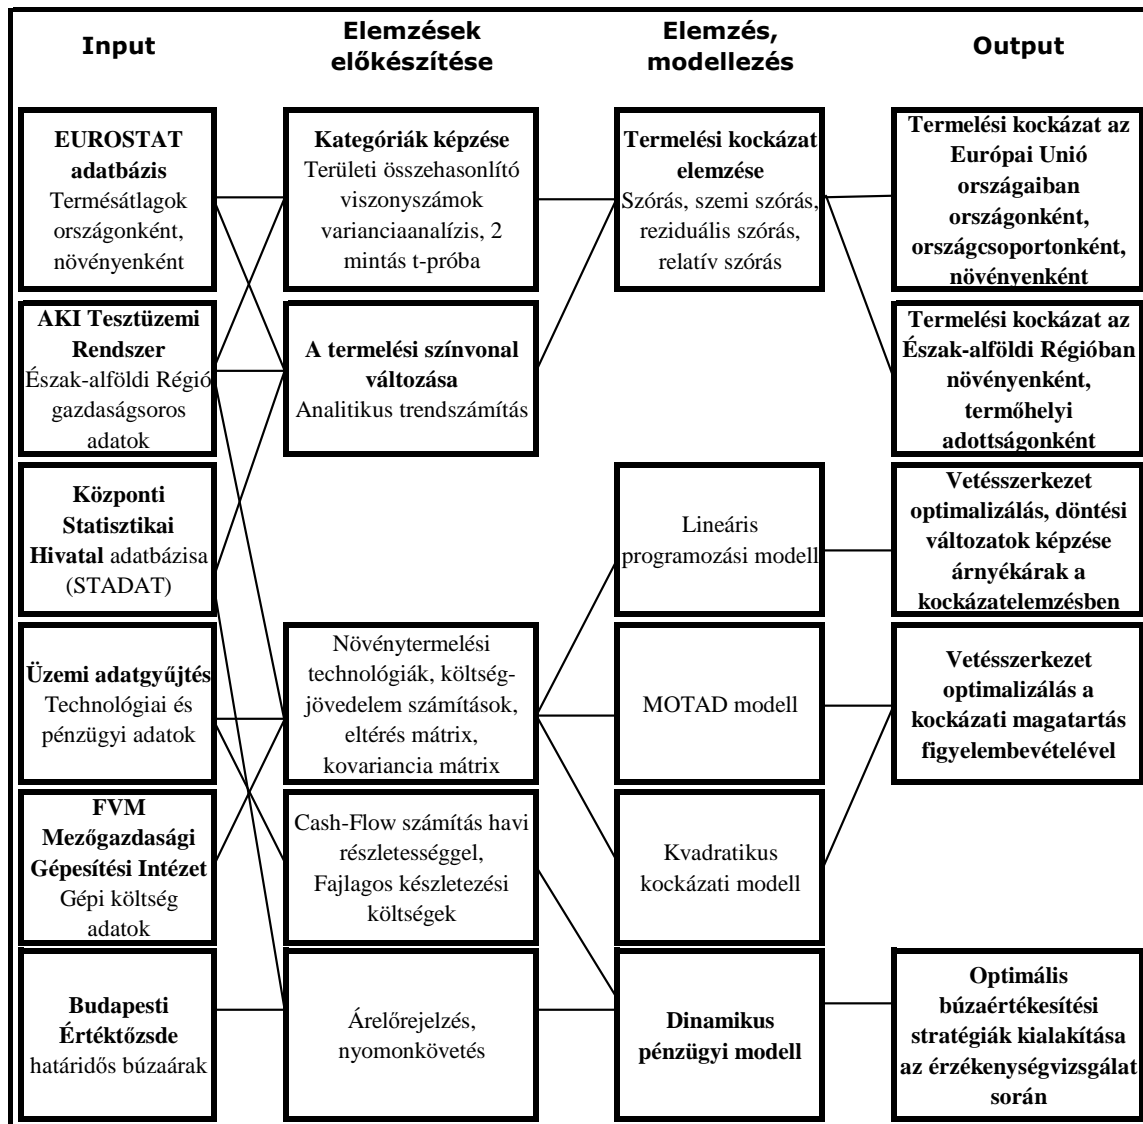 Input
Elemzések
előkészítése
Elemzés,
modellezés
Output
EUROSTAT
adatbázis
Termésátlagok
országonként,
növényenként
Kategóriák képzése
Területi összehasonlító
viszonyszámok
varianciaanalízis, 2
mintás t-próba
Termelési kockázat
elemzése
Szórás, szemi szórás,
reziduális szórás,
relatív szórás
Termelési kockázat az
Európai Unió
országaiban
országonként,
országcsoportonként,
növényenként
AKI Tesztüzemi
Rendszer
Észak-alföldi Régió
gazdaságsoros
adatok
A termelési színvonal
változása
Analitikus trendszámítás
Termelési kockázat az
Észak-alföldi Régióban
növényenként,
termőhelyi
adottságonként
Központi
Statisztikai
Hivatal adatbázisa
(STADAT)
Lineáris
programozási modell
Vetésszerkezet
optimalizálás, döntési
változatok képzése
árnyékárak a
kockázatelemzésben
Üzemi adatgyűjtés
Technológiai és
pénzügyi adatok
Növénytermelési
technológiák, költség-
jövedelem számítások,
eltérés mátrix,
kovariancia mátrix
MOTAD modell
Vetésszerkezet
optimalizálás a
kockázati magatartás
figyelembevételével
FVM
Mezőgazdasági
Gépesítési Intézet
Gépi költség
adatok
Cash-Flow számítás havi
részletességgel,
Fajlagos készletezési
költségek
Kvadratikus
kockázati modell
Budapesti
Értéktőzsde
határidős búzaárak
Árelőrejelzés,
nyomonkövetés
Dinamikus
pénzügyi modell
Optimális
búzaértékesítési
stratégiák kialakítása
az érzékenységvizsgálat
során